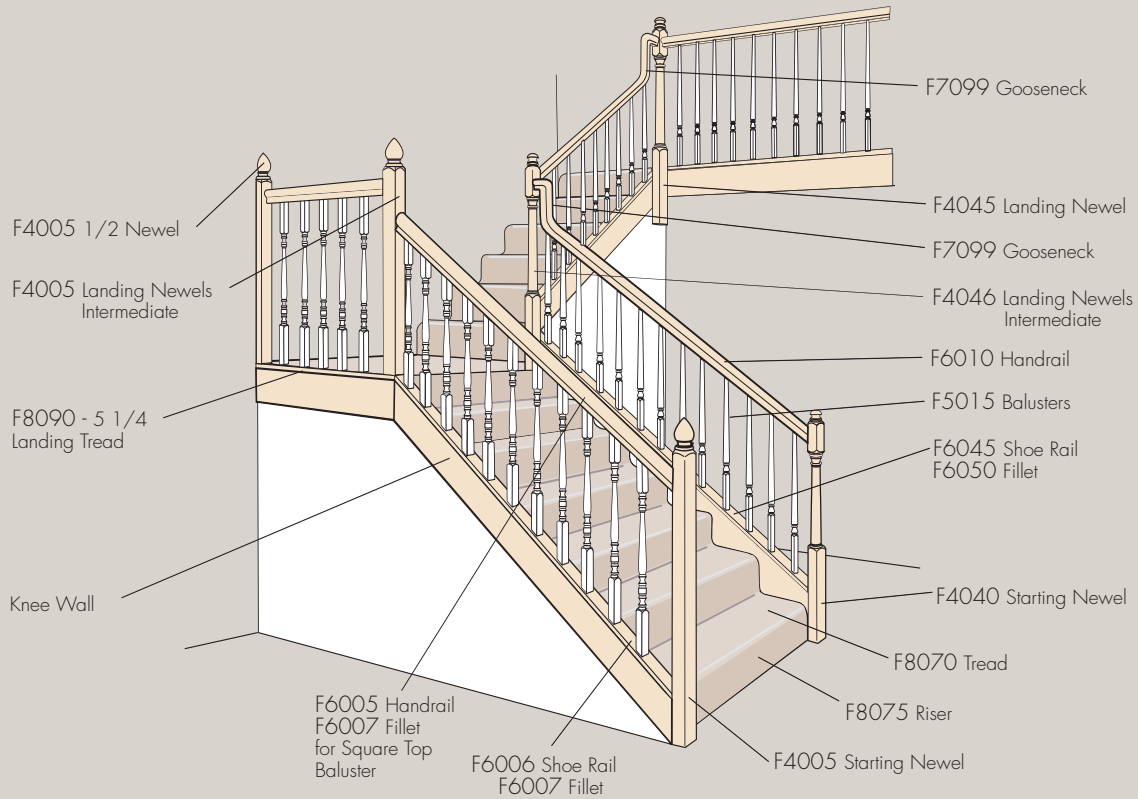 F7099 Gooseneck
F4045 Landing Newel
F7099 Gooseneck
F4046 Landing Newels
Intermediate
F6010 Handrail
F5015 Balusters
F6045 Shoe Rail
F6050 Fillet
F4040 Starting Newel
F8070 Tread
F8075 Riser
F4005 Starting Newel
F4005 1/2 Newel
F4005 Landing Newels
Intermediate
F8090 - 5 1/4
Landing Tread
Knee Wall
F6005 Handrail
F6007 Fillet
for Square Top
Baluster
F6006 Shoe Rail
F6007 Fillet